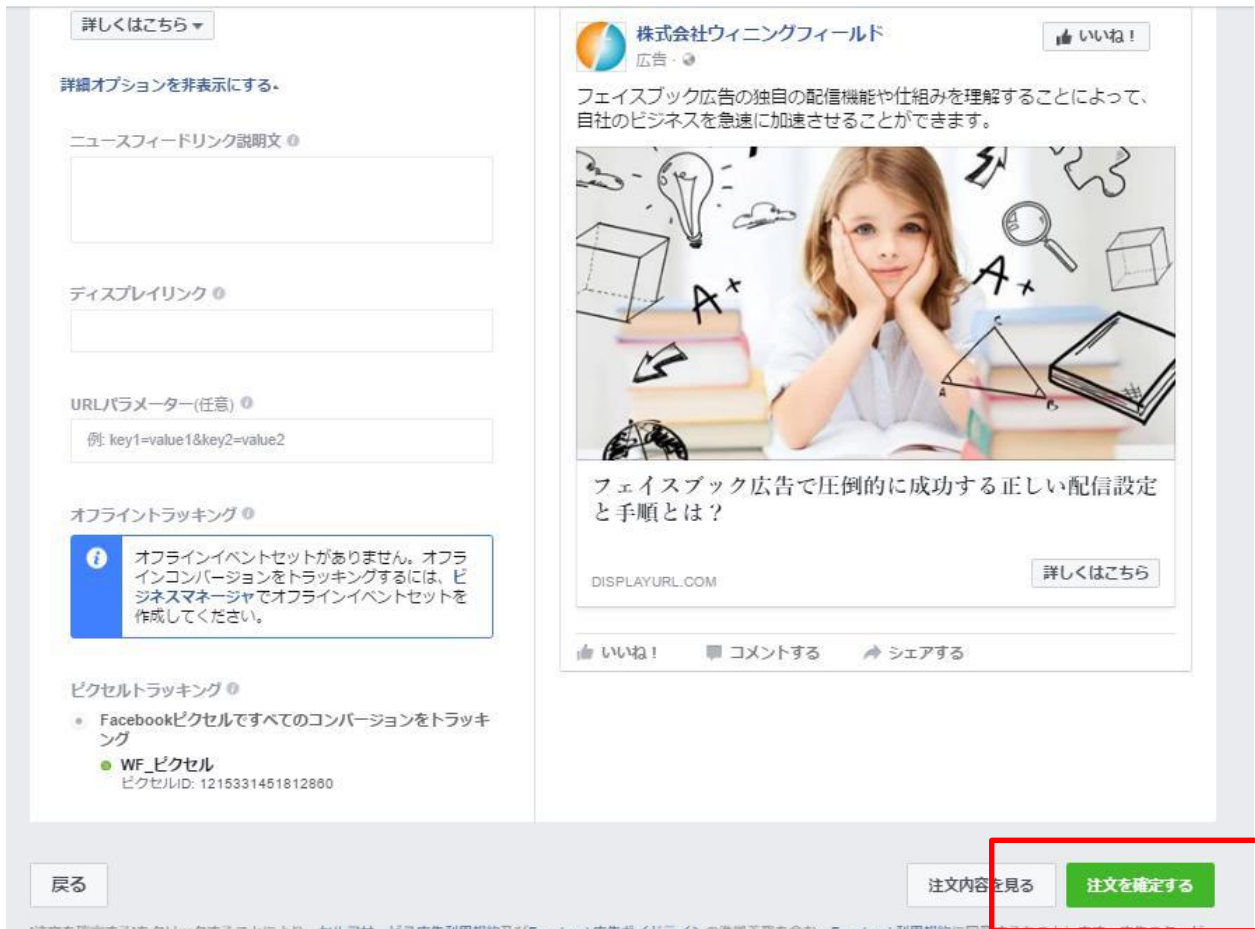 詳しくはこちら
詳細オプションを非表示にする
ニュースフィードリンク説明文
ディスプレイリンク
URLパラメーター(任意)
例: key1=value1&key2=value2
オフライントラッキング
オフラインイベントセットがありません。オフラ
インコンバージョンをトラッキングするには、ビ
ジネスマネージャでオフラインイベントセットを
作成してください。
ピクセルトラッキング
Facebookピクセルですべてのコンバージョンをトラッキ
ング
WF_ピクセル
ピクセルID: 1215331451812860
株式会社ウィニングフィールド
いいね！
広告
フェイスブック広告の独自の配信機能や仕組みを理解することによって、
自社のビジネスを急速に加速させることができます。
A+
A+
C
A
B
フェイスブック広告で圧倒的に成功する正しい配信設定
と手順とは？
DISPLAYURL.COM
詳しくはこちら
いいね！ コメントする シェアする
戻る
注文内容を見る
注文を確定する